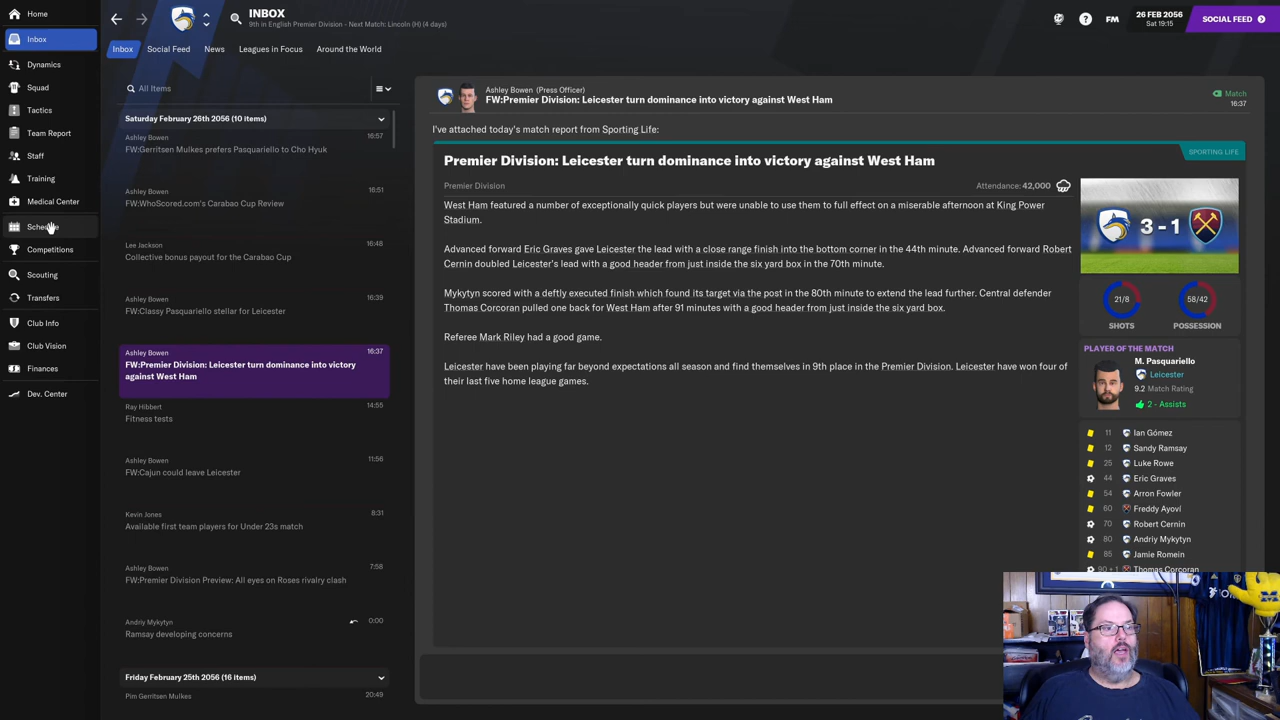 Home
Inbox
Dynamics
Squad
Tactics
Team Report
Staff
Training
Medical Center
Schedule
Competitions
Scouting
Transfers
Club Info
Club Vision
Finances
Dev. Center
INBOX
9th in English Premier Division - Next Match: Lincoln (H) (4 days)
FM
26 FEB 2056
Sat 19:15
SOCIAL FEED
Inbox Social Feed News Leagues in Focus Around the World
All Items
Saturday February 26th 2056 (10 items)
Ashley Bowen 16:57
FW:Gerritsen Mulkes prefers Pasquariello to Cho Hyuk
Ashley Bowen 16:51
FW:WhoScored.com's Carabao Cup Review
Lee Jackson 16:48
Collective bonus payout for the Carabao Cup
Ashley Bowen 16:39
FW:Classy Pasquariello stellar for Leicester
Ashley Bowen 16:37
FW:Premier Division: Leicester turn dominance into victory
against West Ham
Ray Hibbert 14:55
Fitness tests
Ashley Bowen 11:56
FW:Cajun could leave Leicester
Kevin Jones 8:31
Available first team players for Under 23s match
Ashley Bowen 7:58
FW:Premier Division Preview: All eyes on Roses rivalry clash
Andriy Mykytyn 0:00
Ramsay developing concerns
Friday February 25th 2056 (16 items)
Pim Gerritsen Mulkes 20:49
Ashley Bowen (Press Officer)
FW:Premier Division: Leicester turn dominance into victory against West Ham
Match
16:37
I've attached today's match report from Sporting Life:
SPORTING LIFE
Premier Division: Leicester turn dominance into victory against West Ham
Premier Division Attendance: 42,000
West Ham featured a number of exceptionally quick players but were unable to use them to full effect on a miserable afternoon at King Power
Stadium.
Advanced forward Eric Graves gave Leicester the lead with a close range finish into the bottom corner in the 44th minute. Advanced forward Robert
Cernin doubled Leicester's lead with a good header from just inside the six yard box in the 70th minute.
Mykytyn scored with a deftly executed finish which found its target via the post in the 80th minute to extend the lead further. Central defender
Thomas Corcoran pulled one back for West Ham after 91 minutes with a good header from just inside the six yard box.
Referee Mark Riley had a good game.
Leicester have been playing far beyond expectations all season and find themselves in 9th place in the Premier Division. Leicester have won four of
their last five home league games.
3 - 1
21/8 58/42
SHOTS POSSESSION
PLAYER OF THE MATCH
M. Pasquariello
Leicester
9.2 Match Rating
2 - Assists
11 Ian Gómez
12 Sandy Ramsay
25 Luke Rowe
44 Eric Graves
54 Arron Fowler
60 Freddy Ayoví
70 Robert Cernin
80 Andriy Mykytyn
85 Jamie Romein
90 + 1 Thomas Corcoran